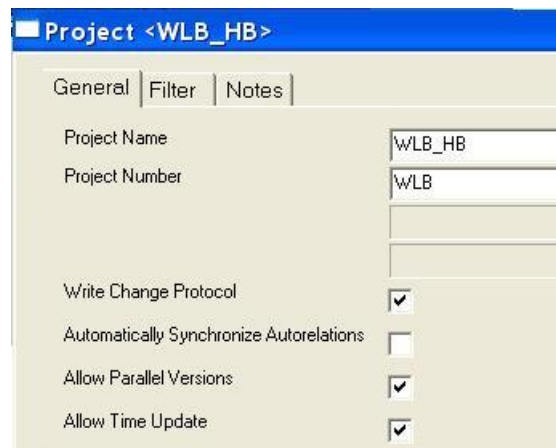 Project <WLB_HB>
General Filter Notes
Project Name WLB_HB
Project Number WLB
Write Change Protocol
Automatically Synchronize Autorelations
Allow Parallel Versions
Allow Time Update